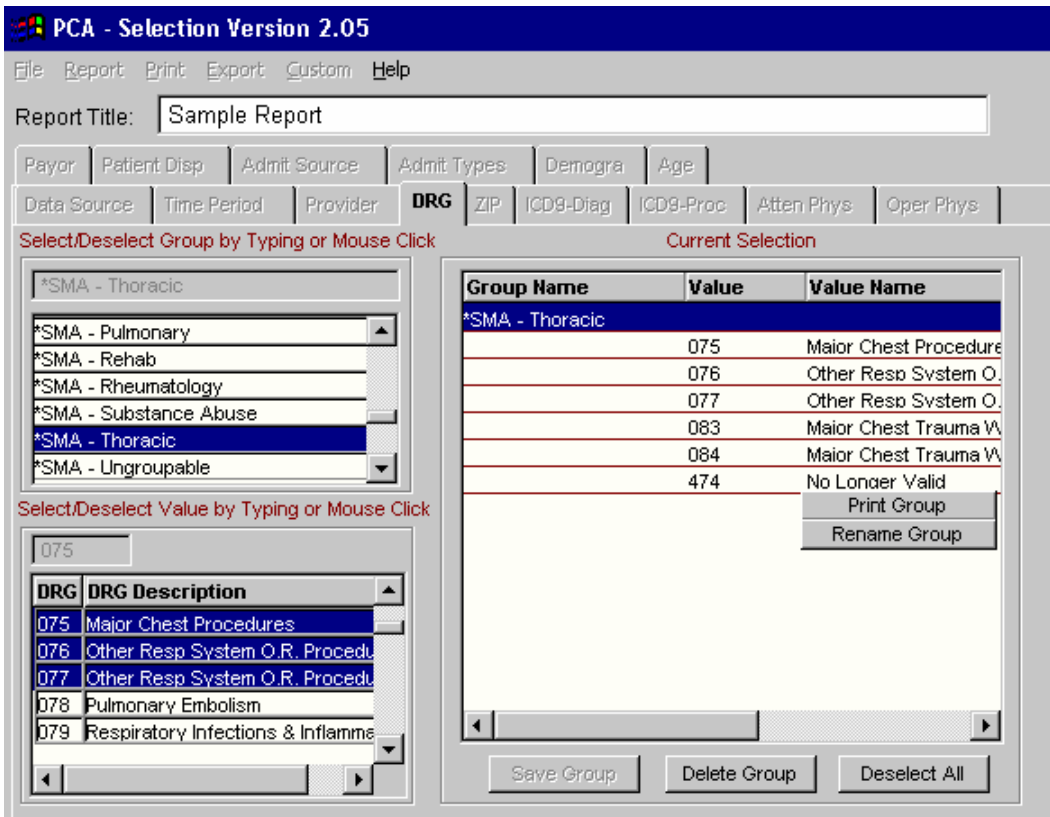 PCA - Selection Version 2.05
File Report Print Export Custom Help
Report Title: Sample Report
Payor Patient Disp Admit Source Admit Types Demogra Age
Data Source Time Period Provider DRG ZIP ICD9-Diag ICD9-Proc Atten Phys Oper Phys
Select/Deselect Group by Typing or Mouse Click
*SMA - Thoracic
*SMA - Pulmonary
*SMA - Rehab
*SMA - Rheumatology
*SMA - Substance Abuse
*SMA - Thoracic
*SMA - Ungroupable
Select/Deselect Value by Typing or Mouse Click
075
DRG DRG Description
075 Major Chest Procedures
076 Other Resp System O.R. Procedu
077 Other Resp System O.R. Procedu
078 Pulmonary Embolism
079 Respiratory Infections & Inflamma
Current Selection
Group Name Value Value Name
*SMA - Thoracic
075 Major Chest Procedure
076 Other Resp System O.
077 Other Resp System O.
083 Major Chest Trauma W
084 Major Chest Trauma W
474 No Longer Valid
Print Group
Rename Group
Save Group Delete Group Deselect All